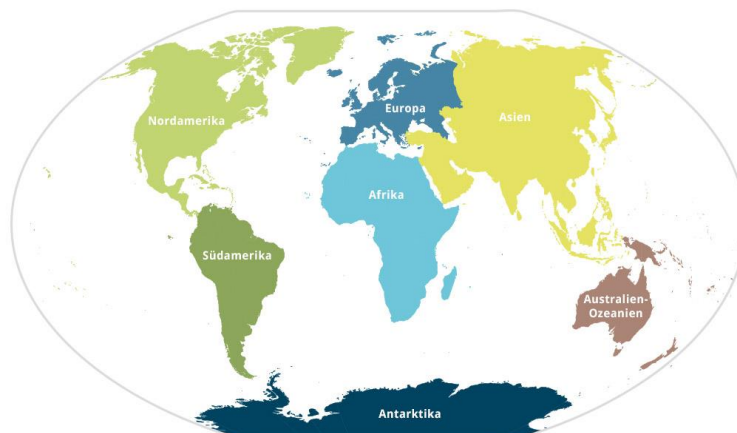 Nordamerika
Europa
Asien
Afrika
Südamerika
Australien-
Ozeanien
Antarktika